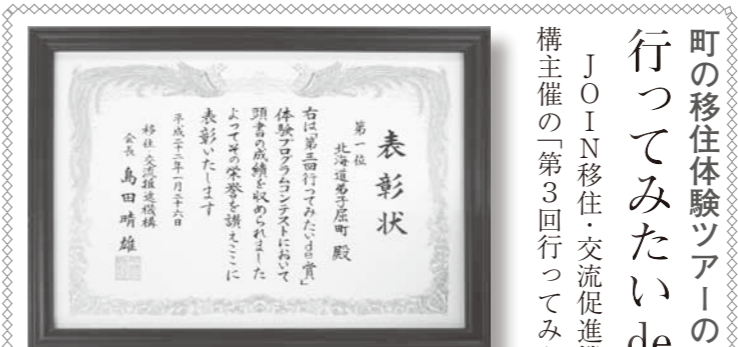 町の移住体験ツアーの
行ってみたいde
JOIN移住・交流促進機
構主催の「第3回行ってみ
表彰状
第一位
北海道弟子屈町 殿
右は「第三回行ってみたいde賞」
体験プログラムコンテストにおいて
頭書の成績を収められました
よってその栄誉を讃えここに
表彰いたします
平成二十二年一月二十六日
移住・交流推進機構
会長 島田晴雄